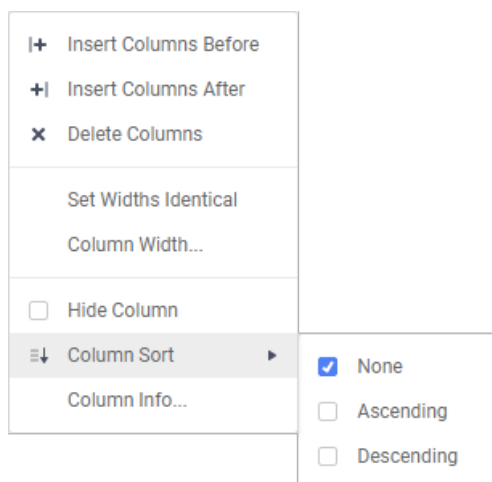 Insert Columns Before
Insert Columns After
Delete Columns
Set Widths Identical
Column Width...
Hide Column
Column Sort
Column Info...
None
Ascending
Descending